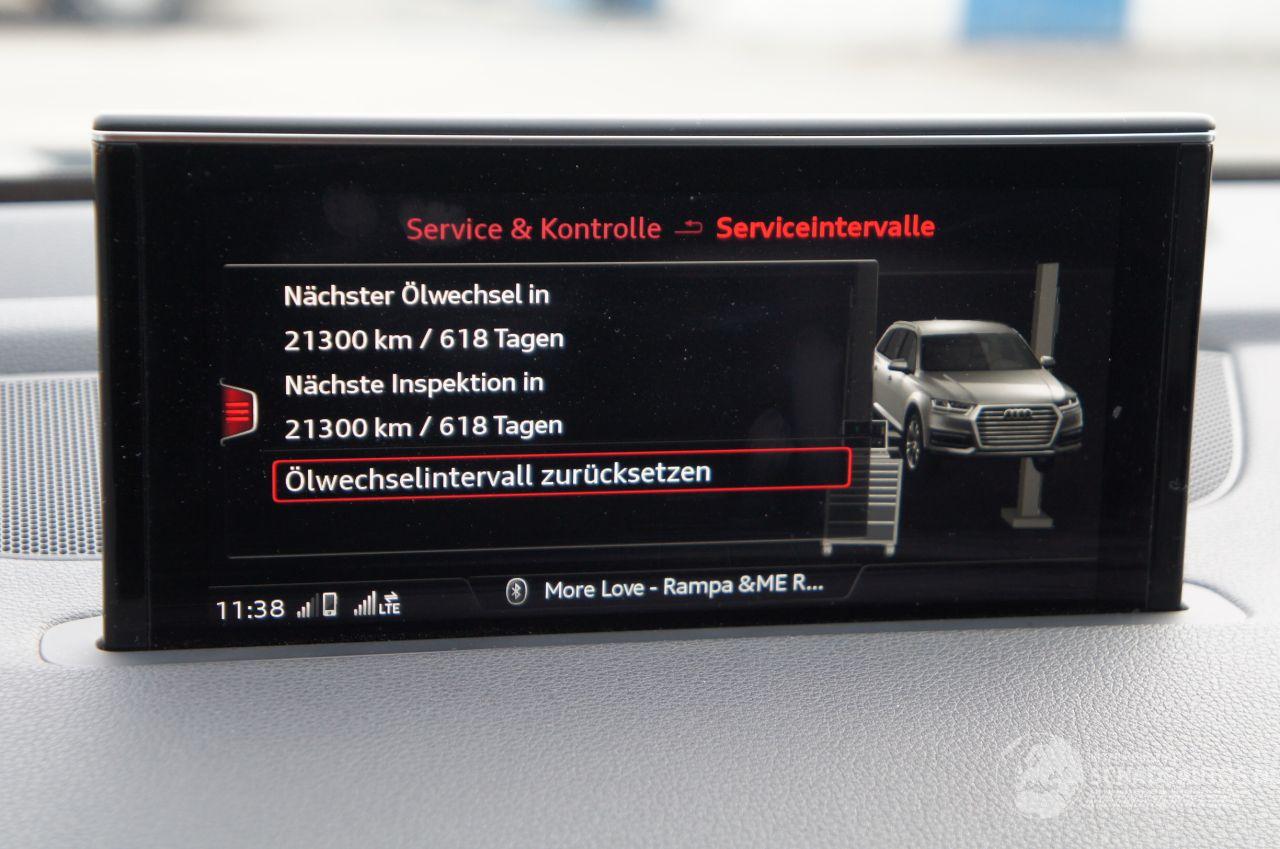 Service & Kontrolle Serviceintervalle
Nächster Ölwechsel in
21300 km / 618 Tagen
Nächste Inspektion in
21300 km / 618 Tagen
Ölwechselintervall zurücksetzen
More Love - Rampa &ME R...
11:38 LTE